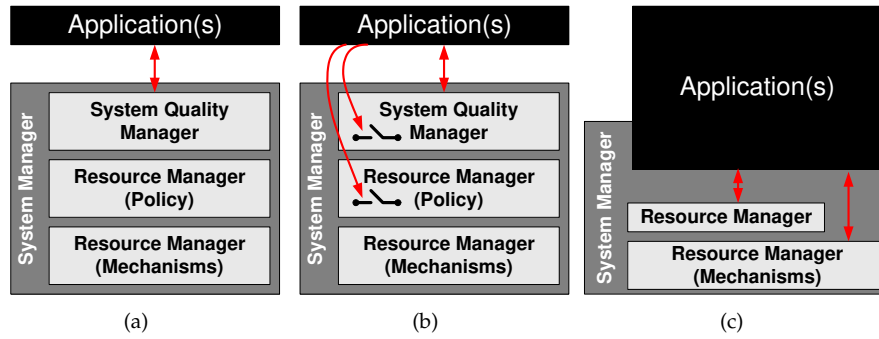 Application(s)
System Manager
System Quality
Manager
Resource Manager
(Policy)
Resource Manager
(Mechanisms)
(a)
Application(s)
System Manager
System Quality
Manager
Resource Manager
(Policy)
Resource Manager
(Mechanisms)
(b)
Application(s)
System Manager
Resource Manager
Resource Manager
(Mechanisms)
(c)